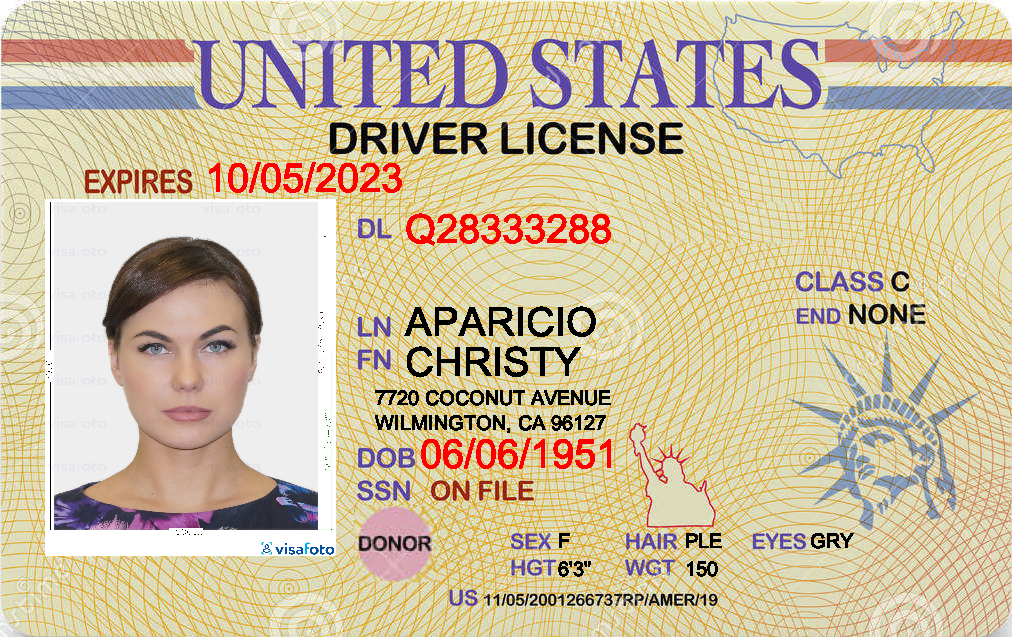 UNITED STATES
DRIVER LICENSE
EXPIRES 10/05/2023
DL Q28333288
CLASS C
END NONE
LN APARICIO
FN CHRISTY
7720 COCONUT AVENUE
WILMINGTON, CA 96127
DOB 06/06/1951
SSN ON FILE
visafoto
DONOR
SEX F HAIR PLE EYES GRY
HGT 6'3" WGT 150
US 11/05/2001266737RP/AMER/19